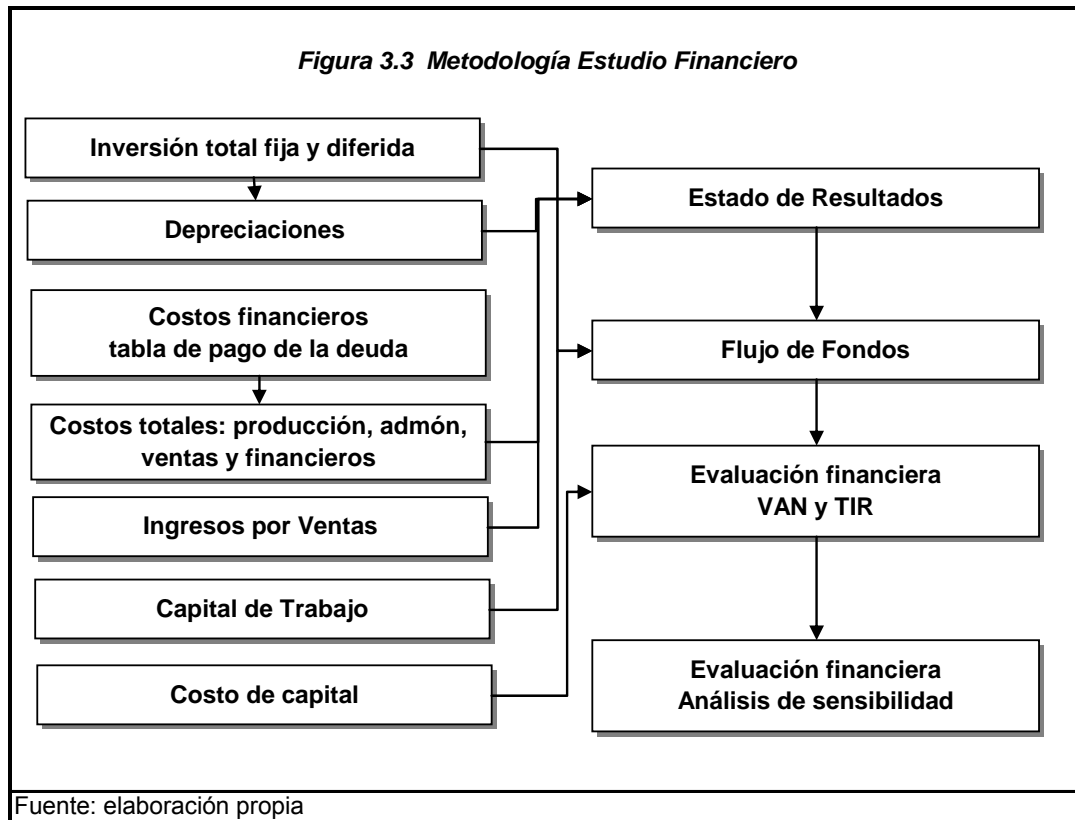 Figura 3.3 Metodología Estudio Financiero
Inversión total fija y diferida
Depreciaciones
Costos financieros
tabla de pago de la deuda
Costos totales: producción, admón,
ventas y financieros
Ingresos por Ventas
Capital de Trabajo
Costo de capital
Estado de Resultados
Flujo de Fondos
Evaluación financiera
VAN y TIR
Evaluación financiera
Análisis de sensibilidad
Fuente: elaboración propia